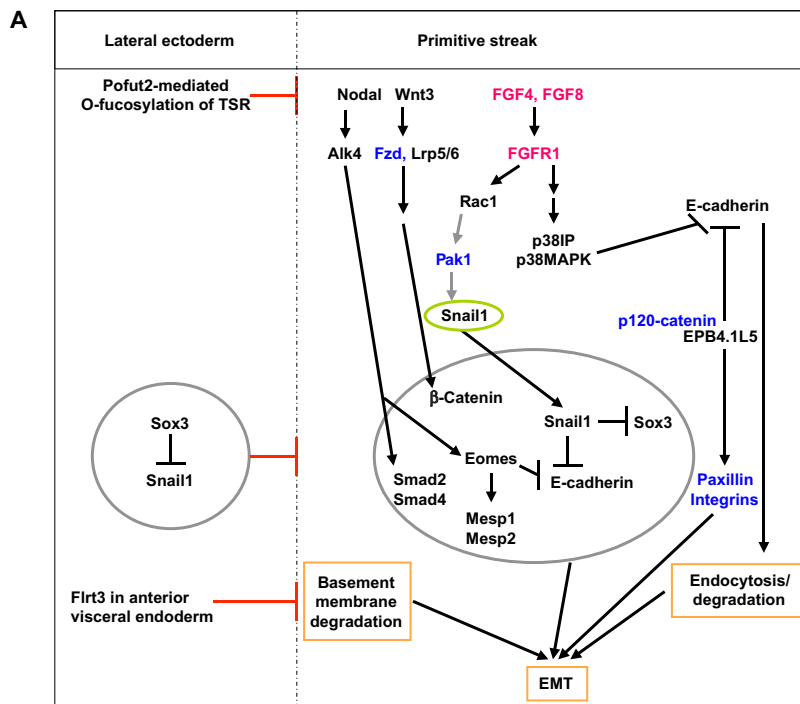 A
Lateral ectoderm
Primitive streak
Pofut2-mediated
O-fucosylation of TSR
Nodal
Wnt3
FGF4, FGF8
Alk4
Fzd, Lrp5/6
FGFR1
Rac1
E-cadherin
p38IP
p38MAPK
Pak1
Snail1
p120-catenin
EPB4.1L5
β-Catenin
Sox3
Snail1
Snail1
Sox3
Eomes
E-cadherin
Smad2
Smad4
Mesp1
Mesp2
Paxillin
Integrins
Flrt3 in anterior
visceral endoderm
Basement
membrane
degradation
Endocytosis/
degradation
EMT